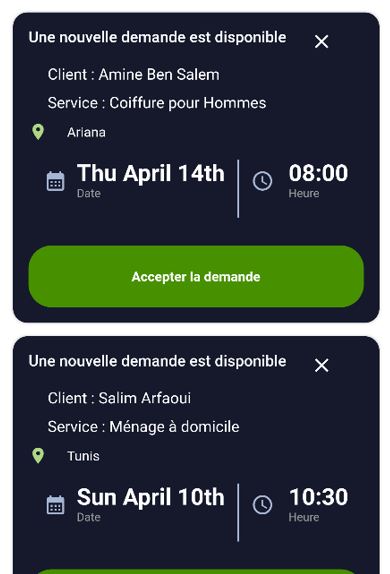 Une nouvelle demande est disponible
Client : Amine Ben Salem
Service : Coiffure pour Hommes
Ariana
Thu April 14th 08:00
Date Heure
Accepter la demande
Une nouvelle demande est disponible
Client : Salim Arfaoui
Service : Ménage à domicile
Tunis
Sun April 10th 10:30
Date Heure